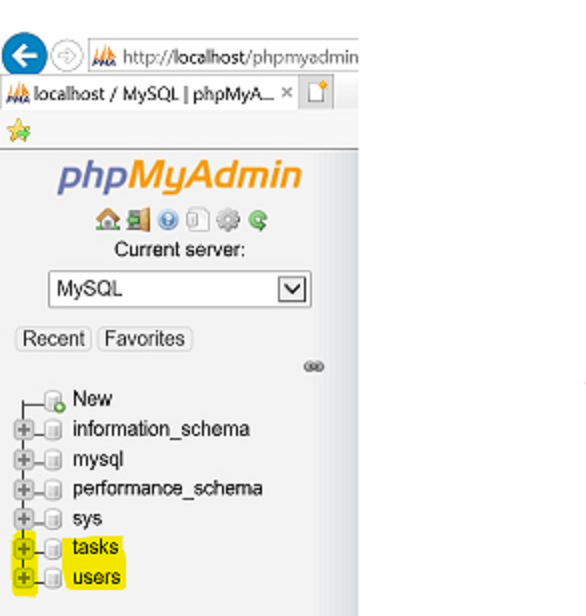 http://localhost/phpmyadmin
localhost / MySQL | phpMyA...
phpMyAdmin
Current server:
MySQL
Recent Favorites
New
information_schema
mysql
performance_schema
sys
tasks
users